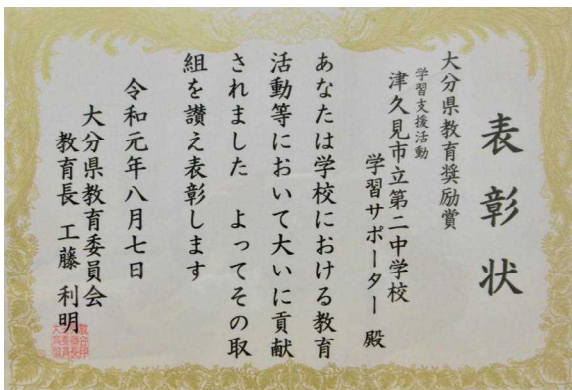 表彰状
大分県教育奨励賞
学習支援活動
津久見市立第二中学校
学習サポーター 殿
あなたは学校における教育
活動等において大いに貢献
されました よってその取
組を讃え表彰します
令和元年八月七日
大分県教育委員会
教育長 工藤利明